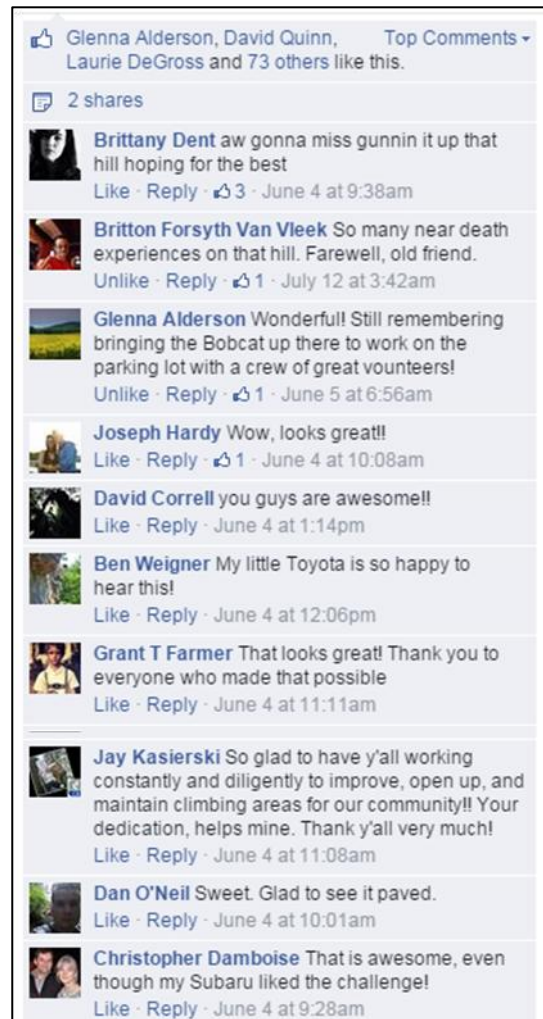 Glenna Alderson, David Quinn, Top Comments
Laurie DeGross and 73 others like this.
2 shares
Brittany Dent aw gonna miss gunnin it up that
hill hoping for the best
Like · Reply · 3 · June 4 at 9:38am
Britton Forsyth Van Vleek So many near death
experiences on that hill. Farewell, old friend.
Unlike · Reply · 1 · July 12 at 3:42am
Glenna Alderson Wonderful! Still remembering
bringing the Bobcat up there to work on the
parking lot with a crew of great vounteers!
Unlike · Reply · 1 · June 5 at 6:56am
Joseph Hardy Wow, looks great!!
Like · Reply · 1 · June 4 at 10:08am
David Correll you guys are awesome!!
Like · Reply · June 4 at 1:14pm
Ben Weigner My little Toyota is so happy to
hear this!
Like · Reply · June 4 at 12:06pm
Grant T Farmer That looks great! Thank you to
everyone who made that possible
Like · Reply · June 4 at 11:11am
Jay Kasierski So glad to have y'all working
constantly and diligently to improve, open up, and
maintain climbing areas for our community!! Your
dedication, helps mine. Thank y'all very much!
Like · Reply · June 4 at 11:08am
Dan O'Neil Sweet. Glad to see it paved.
Like · Reply · June 4 at 10:01am
Christopher Damboise That is awesome, even
though my Subaru liked the challenge!
Like · Reply · June 4 at 9:28am